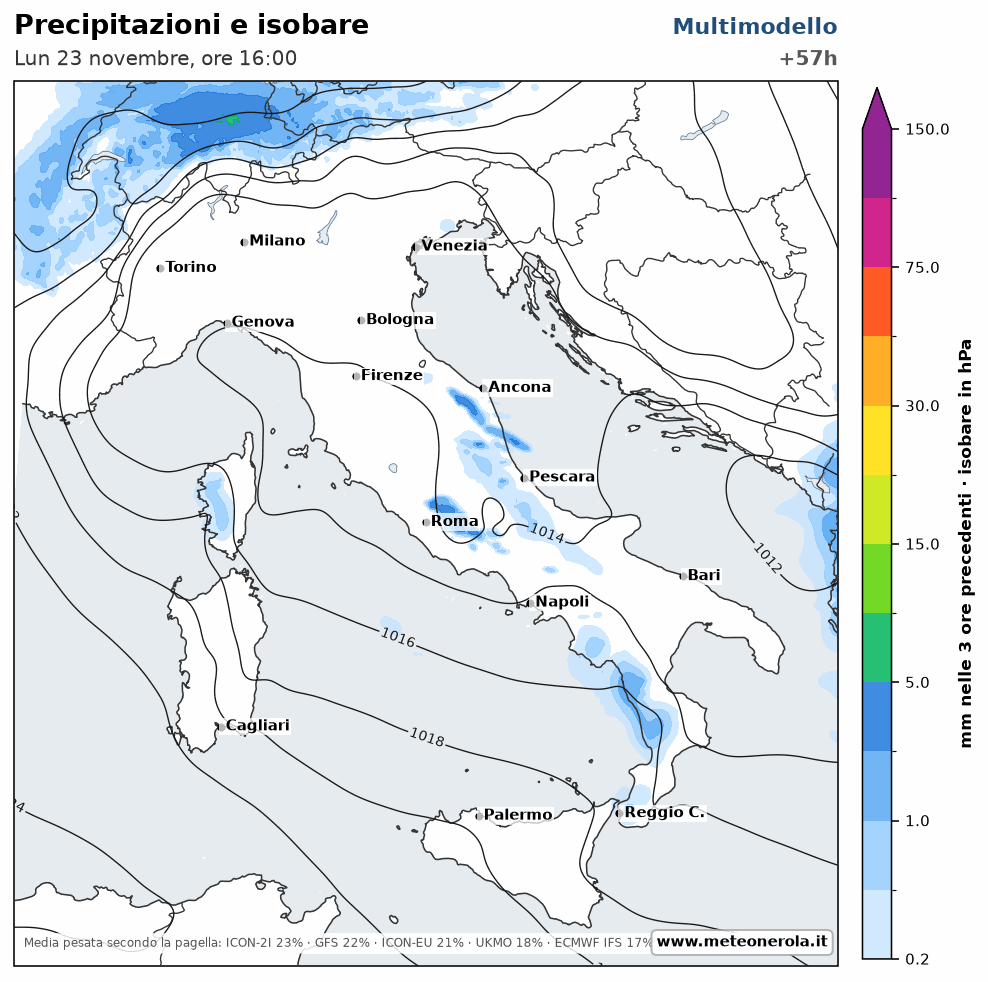 Precipitazioni e isobare
Multimodello
Lun 23 novembre, ore 16:00
+57h
150.0
75.0
30.0
15.0
5.0
1.0
0.2
mm nelle 3 ore precedenti · isobare in hPa
Milano
Venezia
Torino
Genova
Bologna
Firenze
Ancona
Pescara
Roma
1014
1012
Bari
Napoli
1016
Cagliari
1018
4
Palermo
Reggio C.
Media pesata secondo la pagella: ICON-2I 23% · GFS 22% · ICON-EU 21% · UKMO 18% · ECMWF IFS 17%
www.meteonerola.it